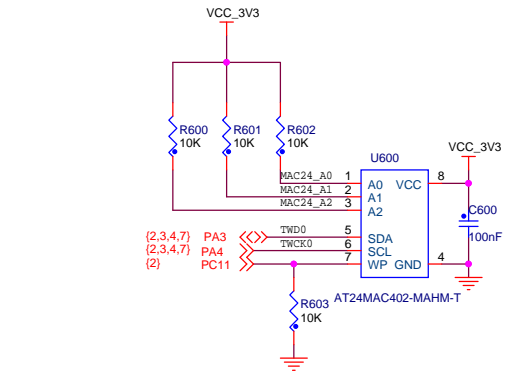 VCC_3V3
R600
10K
R601
10K
R602
10K
VCC_3V3
U600
MAC24_A0 1 A0 VCC 8
MAC24_A1 2 A1
MAC24_A2 3 A2
C600
100nF
{2,3,4,7} PA3 TWD0 5 SDA
{2,3,4,7} PA4 TWCK0 6 SCL
{2} PC11 7 WP GND 4
AT24MAC402-MAHM-T
R603
10K